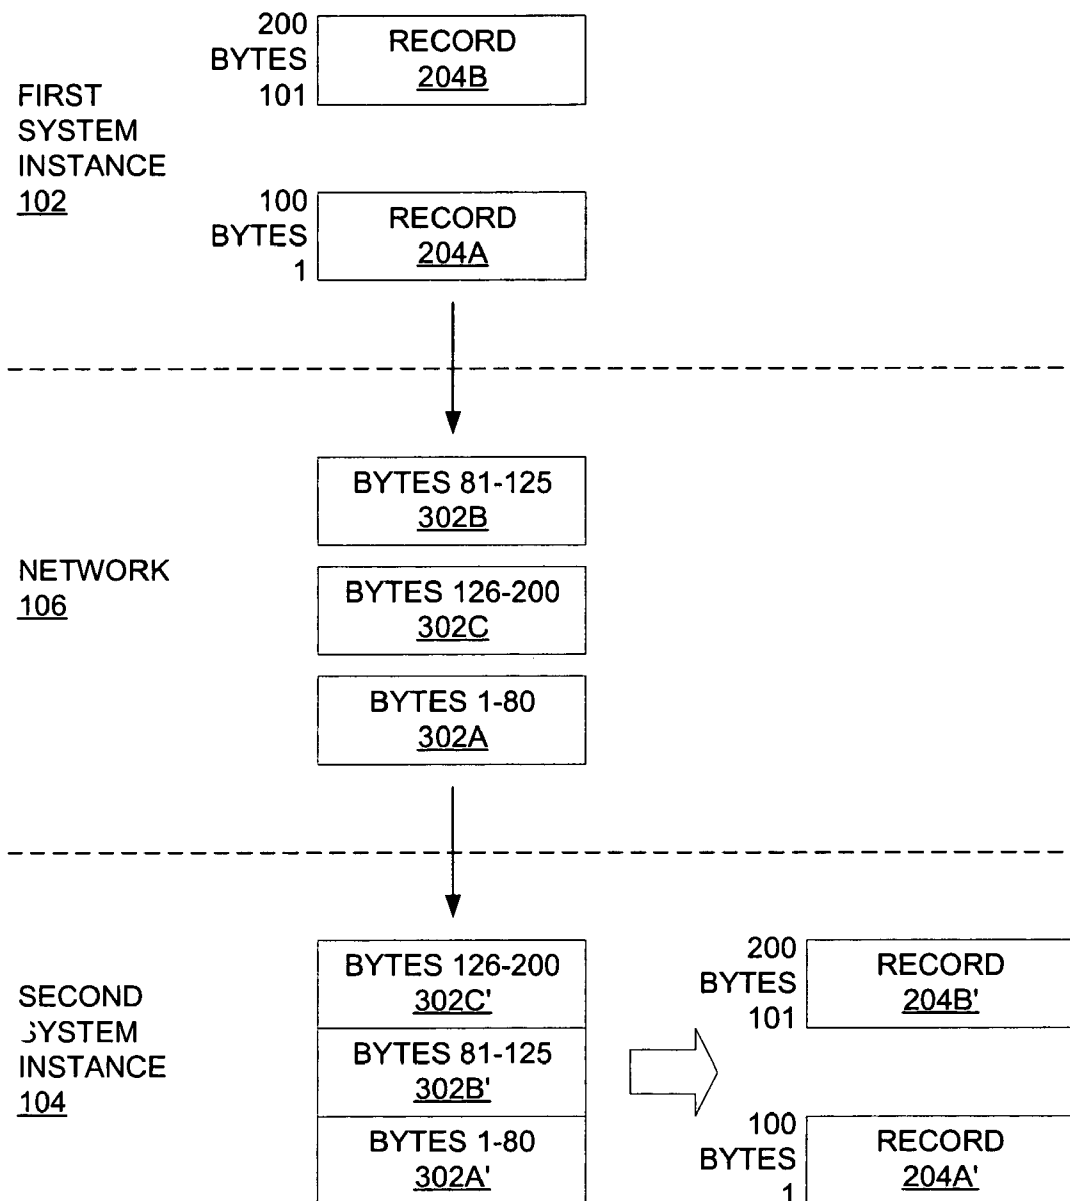 FIRST
SYSTEM
INSTANCE
102
200
BYTES
101
RECORD
204B
100
BYTES
1
RECORD
204A
NETWORK
106
BYTES 81-125
302B
BYTES 126-200
302C
BYTES 1-80
302A
SECOND
SYSTEM
INSTANCE
104
BYTES 126-200
302C'
BYTES 81-125
302B'
BYTES 1-80
302A'
200
BYTES
101
RECORD
204B'
100
BYTES
1
RECORD
204A'